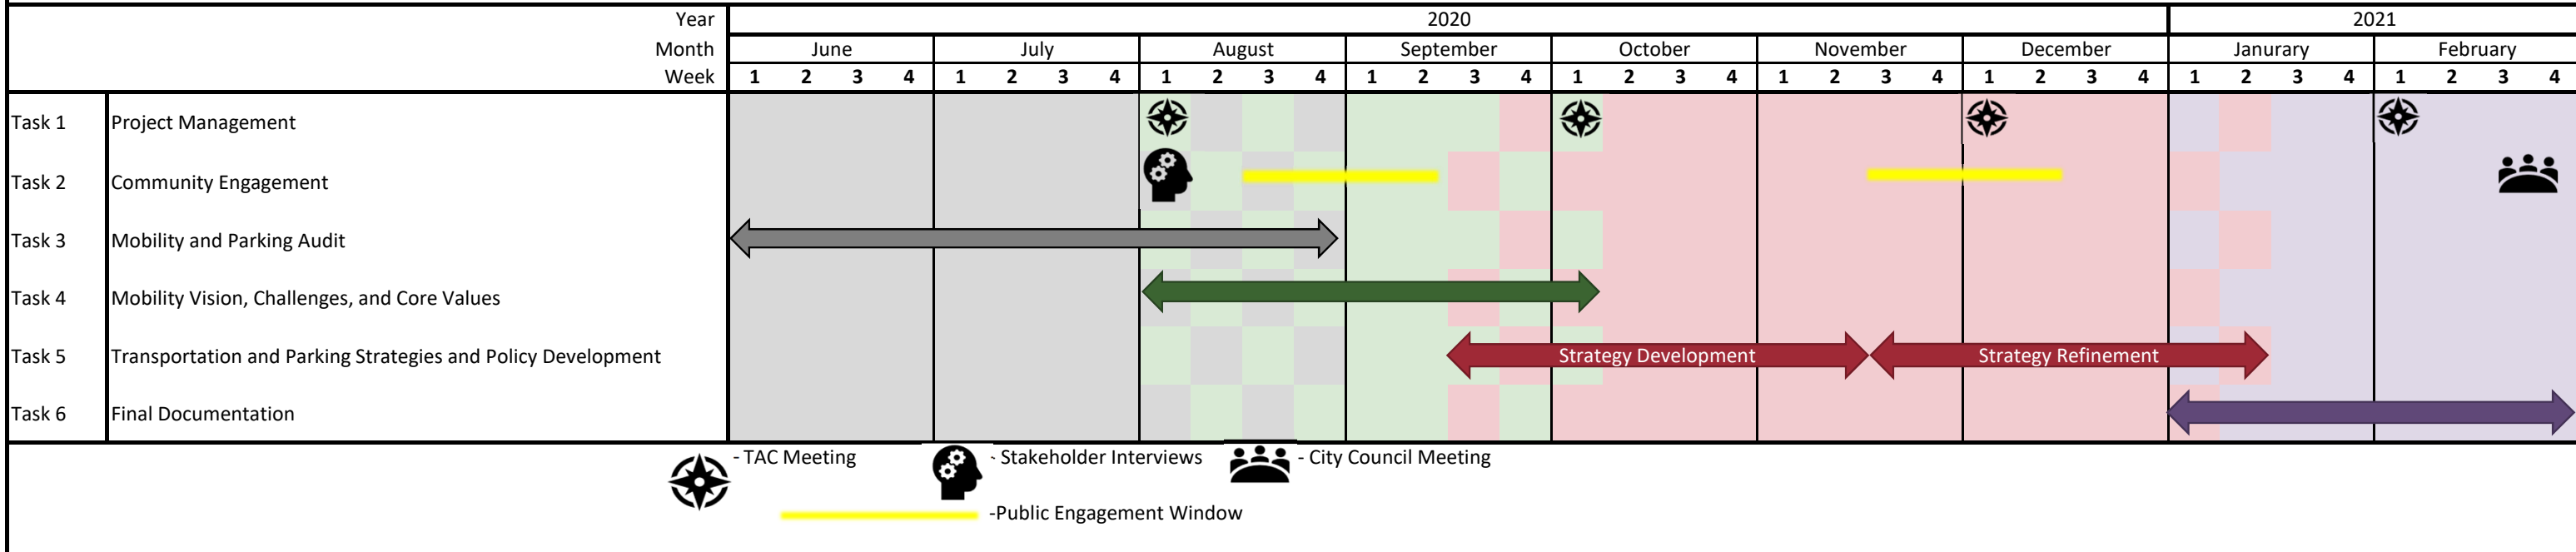 Year 2020 2021
Month June July August September October November December Janurary February
Week 1 2 3 4 1 2 3 4 1 2 3 4 1 2 3 4 1 2 3 4 1 2 3 4 1 2 3 4 1 2 3 4 1 2 3 4
Task 1 Project Management
Task 2 Community Engagement
Task 3 Mobility and Parking Audit
Task 4 Mobility Vision, Challenges, and Core Values
Task 5 Transportation and Parking Strategies and Policy Development Strategy Development Strategy Refinement
Task 6 Final Documentation
- TAC Meeting - Stakeholder Interviews - City Council Meeting
-Public Engagement Window